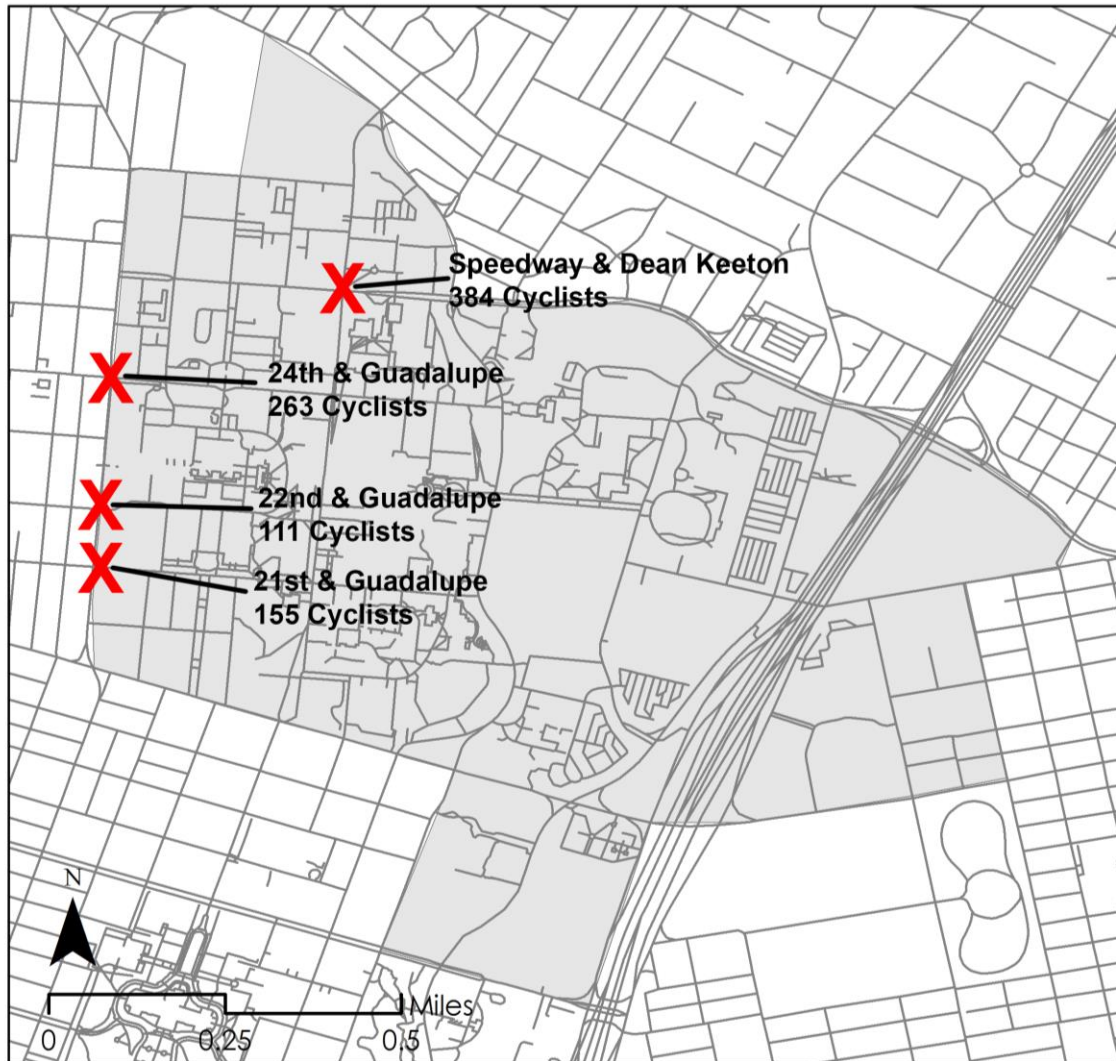 Speedway & Dean Keeton
384 Cyclists
24th & Guadalupe
263 Cyclists
22nd & Guadalupe
111 Cyclists
21st & Guadalupe
155 Cyclists
N
Miles
0 0.25 0.5